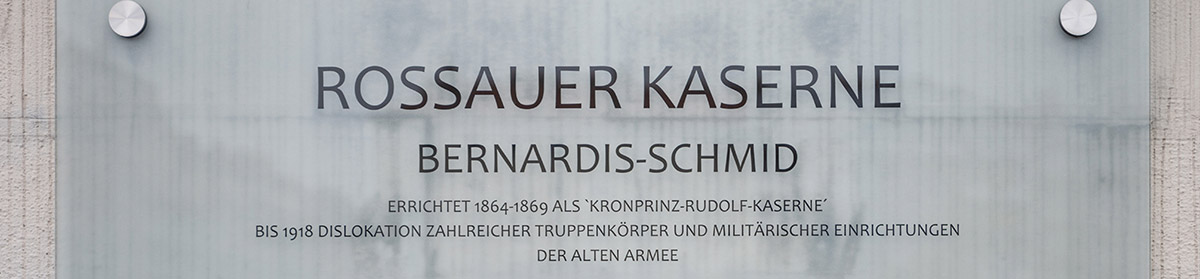 ROSSAUER KASERNE
BERNARDIS-SCHMID
ERRICHTET 1864-1869 ALS `KRONPRINZ-RUDOLF-KASERNE´
BIS 1918 DISLOKATION ZAHLREICHER TRUPPENKÖRPER UND MILITÄRISCHER EINRICHTUNGEN
DER ALTEN ARMEE